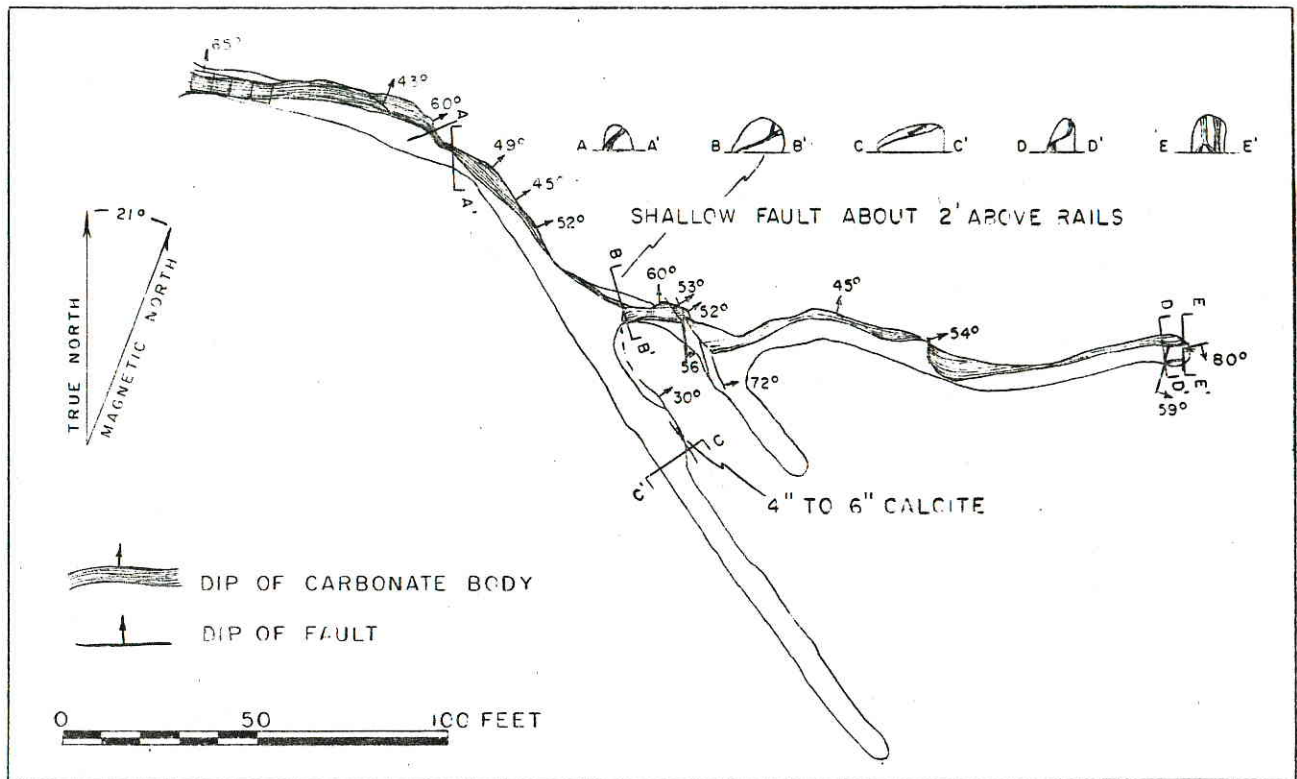 65°
43°
60°
A
49°
A'
45°
52°
A A'
B B'
C C'
D D'
E E'
SHALLOW FAULT ABOUT 2' ABOVE RAILS
21°
TRUE NORTH
MAGNETIC NORTH
B
60°
53°
52°
B'
56
30°
72°
45°
54°
D
E
80°
D'
E'
59°
C
C'
4" TO 6" CALCITE
DIP OF CARBONATE BODY
DIP OF FAULT
0 50 100 FEET